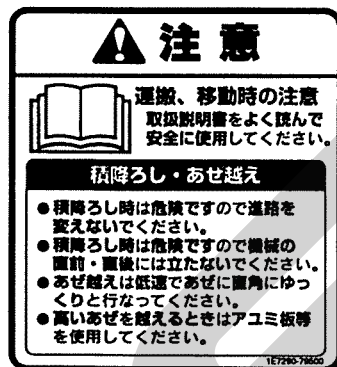 注意
運搬、移動時の注意
取扱説明書をよく読んで
安全に使用してください。
積降ろし・あぜ越え
●積降ろし時は危険ですので進路を
変えないでください。
●積降ろし時は危険ですので機械の
直前・直後には立たないでください。
●あぜ越えは低速であぜに直角にゆっ
くりと行なってください。
●高いあぜを越えるときはアユミ板等
を使用してください。
1E7290-79500